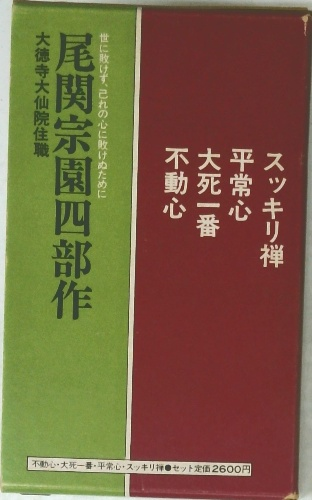 スッキリ禅
平常心
大死一番
不動心
世に敗けず、己れの心に敗けぬために
尾関宗園四部作
大徳寺大仙院住職
不動心・大死一番・平常心・スッキリ禅●セット定価2600円